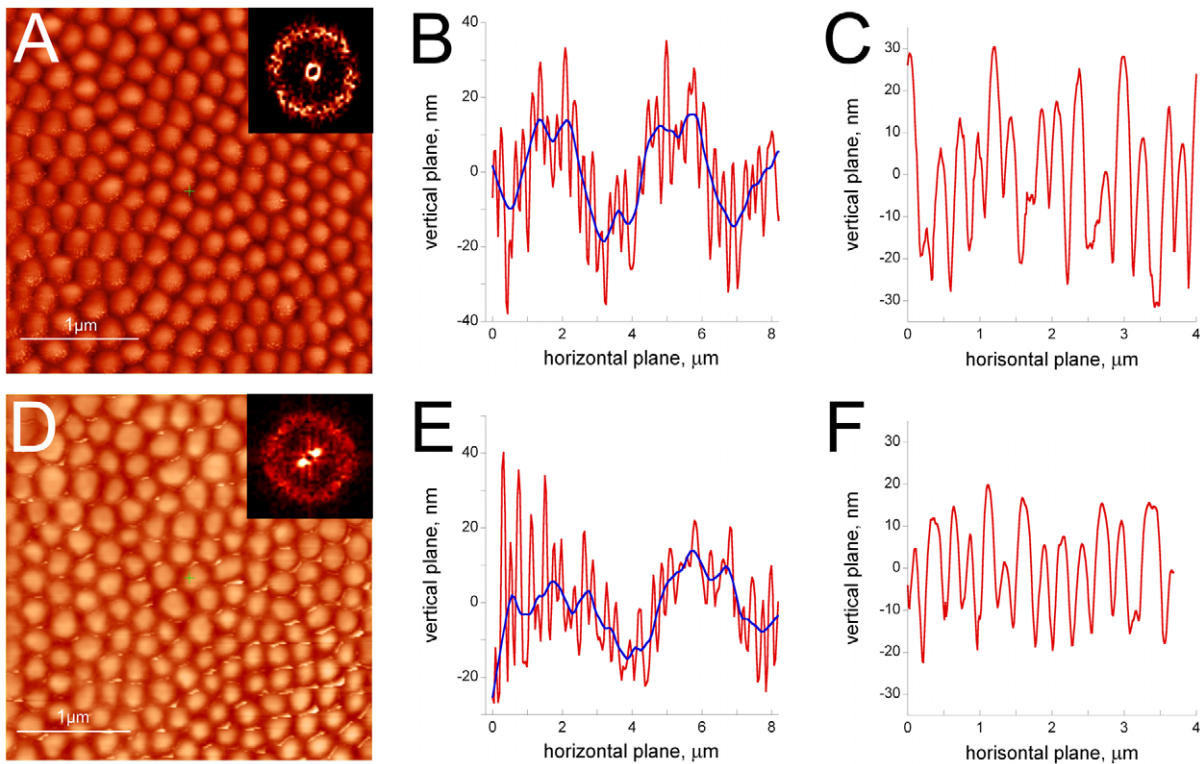 A
1µm
B
vertical plane, nm
40
20
0
-20
-40
0 2 4 6 8
horizontal plane, µm
C
vertical plane, nm
30
20
10
0
-10
-20
-30
0 1 2 3 4
horisontal plane, µm
D
1µm
E
vertical plane, nm
40
20
0
-20
0 2 4 6 8
horizontal plane, µm
F
vertical plane, nm
30
20
10
0
-10
-20
-30
0 1 2 3 4
horisontal plane, µm